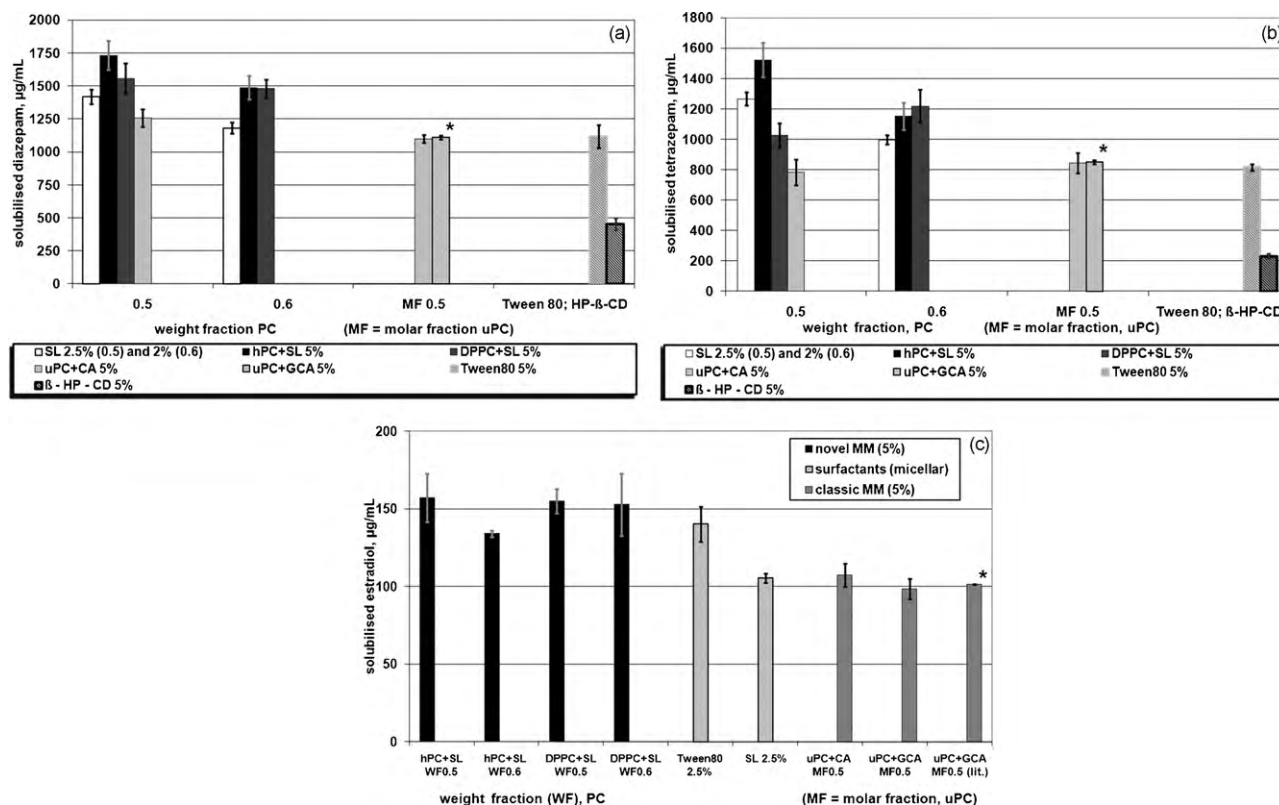 (a)
2000
1750
1500
1250
1000
750
500
250
0
solubilised diazepam, µg/mL
*
0.5 0.6 MF 0.5 Tween 80; HP-ß-CD
weight fraction PC (MF = molar fraction uPC)
SL 2.5% (0.5) and 2% (0.6) hPC+SL 5% DPPC+SL 5%
uPC+CA 5% uPC+GCA 5% Tween80 5%
ß - HP - CD 5%
(b)
1800
1600
1400
1200
1000
800
600
400
200
0
solubilised tetrazepam, µg/mL
*
0.5 0.6 MF 0.5 Tween 80; ß-HP-CD
weight fraction, PC (MF = molar fraction, uPC)
SL 2.5% (0.5) and 2% (0.6) hPC+SL 5% DPPC+SL 5%
uPC+CA 5% uPC+GCA 5% Tween80 5%
ß - HP - CD 5%
(c)
200
150
100
50
0
solubilised estradiol, µg/mL
novel MM (5%)
surfactants (micellar)
classic MM (5%)
*
hPC+SL hPC+SL DPPC+SL DPPC+SL Tween80 SL 2.5% uPC+CA uPC+GCA uPC+GCA
WF0.5 WF0.6 WF0.5 WF0.6 2.5% MF0.5 MF0.5 MF0.5 (lit.)
weight fraction (WF), PC (MF = molar fraction, uPC)